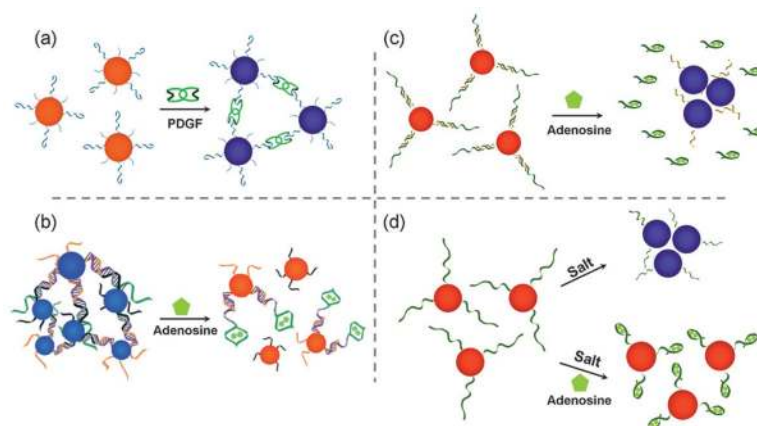 (a)
PDGF
(b)
Adenosine
(c)
Adenosine
(d)
Salt
Salt
Adenosine